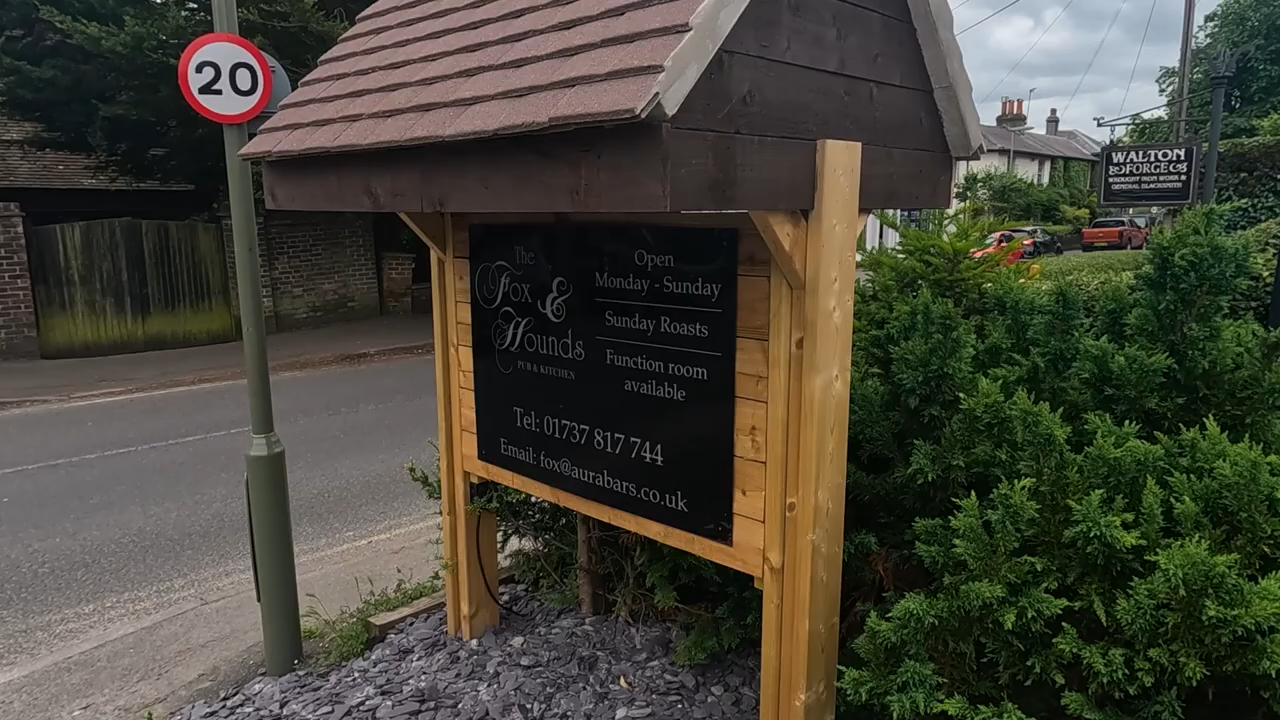 20
The
Fox &
Hounds
PUB & KITCHEN
Open
Monday - Sunday
Sunday Roasts
Function room
available
Tel: 01737 817 744
Email: fox@aurabars.co.uk
WALTON
FORGE
WROUGHT IRON WORK &
GENERAL BLACKSMITH